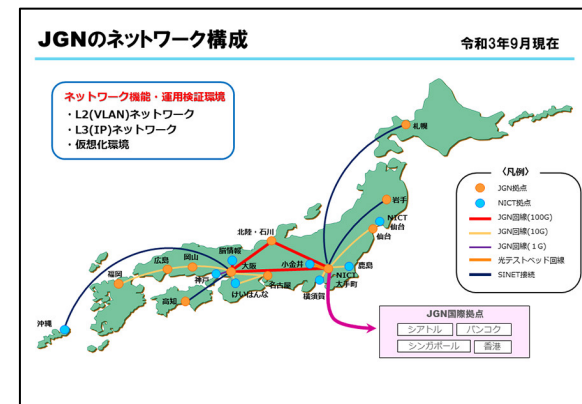 JGNのネットワーク構成
令和3年9月現在
ネットワーク機能・運用検証環境
・L2(VLAN)ネットワーク
・L3(IP)ネットワーク
・仮想化環境
札幌
〈凡例〉
JGN拠点
NICT拠点
JGN回線(100G)
JGN回線(10G)
JGN回線(1G)
光テストベッド回線
SINET接続
岩手
NICT
仙台
仙台
北陸・石川
脳情報
大阪
小金井
鹿島
NICT
大手町
岡山
広島
福岡
神戸
名古屋
横須賀
けいはんな
高知
沖縄
JGN国際拠点
シアトル
バンコク
シンガポール
香港